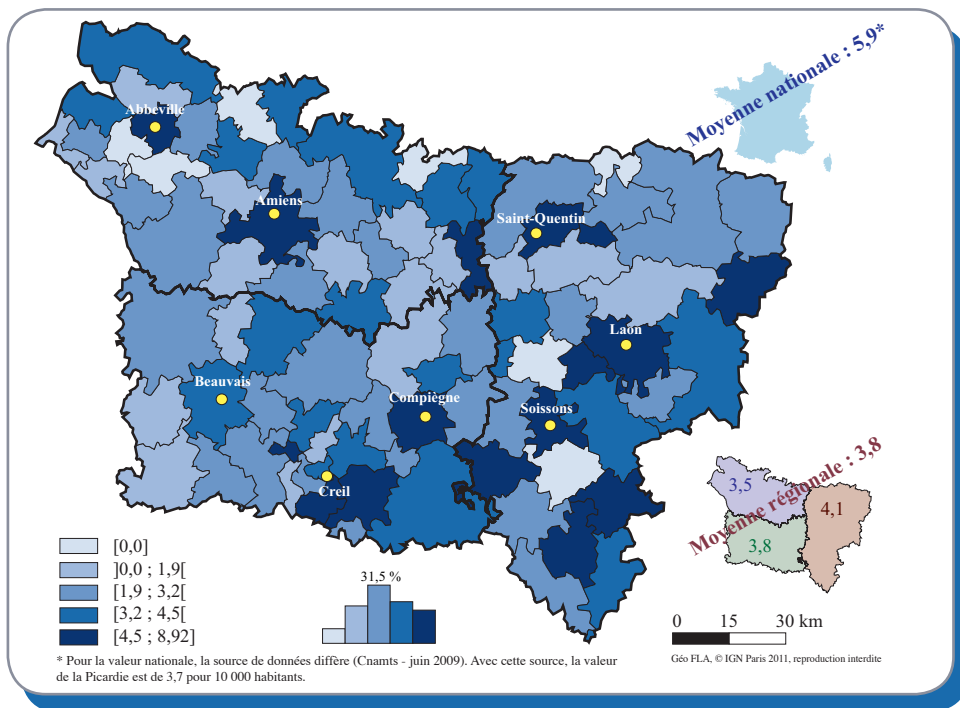 Moyenne nationale : 5,9*
Abbeville
Amiens
Saint-Quentin
Laon
Beauvais
Compiègne
Soissons
Creil
Moyenne régionale : 3,8
3,5
4,1
3,8
[0,0]
]0,0 ; 1,9[
[1,9 ; 3,2[
[3,2 ; 4,5[
[4,5 ; 8,92]
31,5 %
0 15 30 km
Géo FLA, © IGN Paris 2011, reproduction interdite
* Pour la valeur nationale, la source de données diffère (Cnamts - juin 2009). Avec cette source, la valeur
de la Picardie est de 3,7 pour 10 000 habitants.